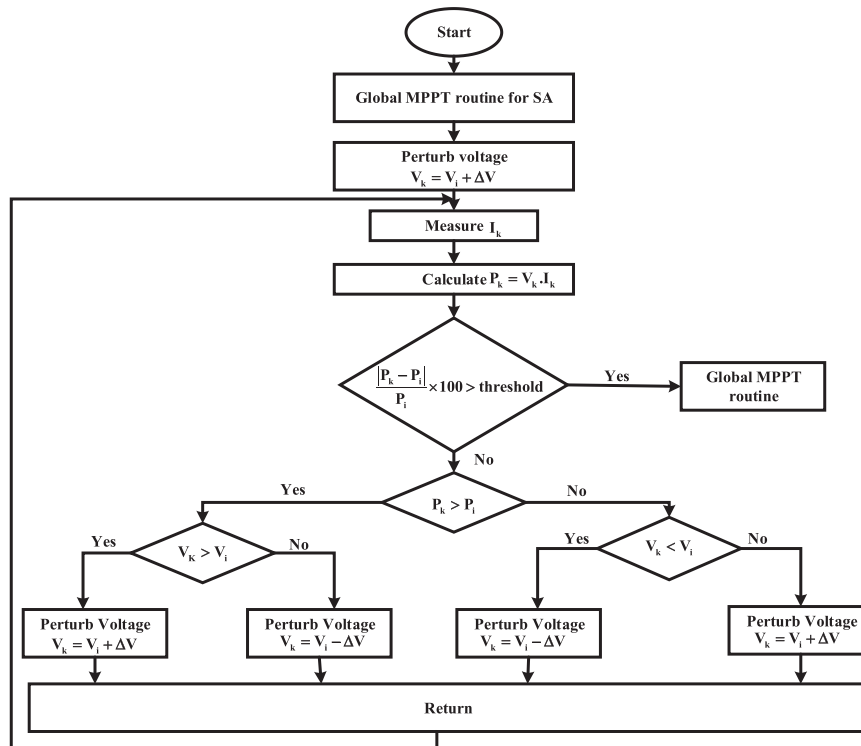 Start
Global MPPT routine for SA
Perturb voltage
V_k = V_i + ΔV
Measure I_k
Calculate P_k = V_k.I_k
|P_k − P_i|
P_i
×100 > threshold
Yes
Global MPPT
routine
No
P_k > P_i
Yes
No
V_K > V_i
Yes
No
V_k < V_i
Yes
No
Perturb Voltage
V_k = V_i + ΔV
Perturb Voltage
V_k = V_i − ΔV
Perturb Voltage
V_k = V_i − ΔV
Perturb Voltage
V_k = V_i + ΔV
Return